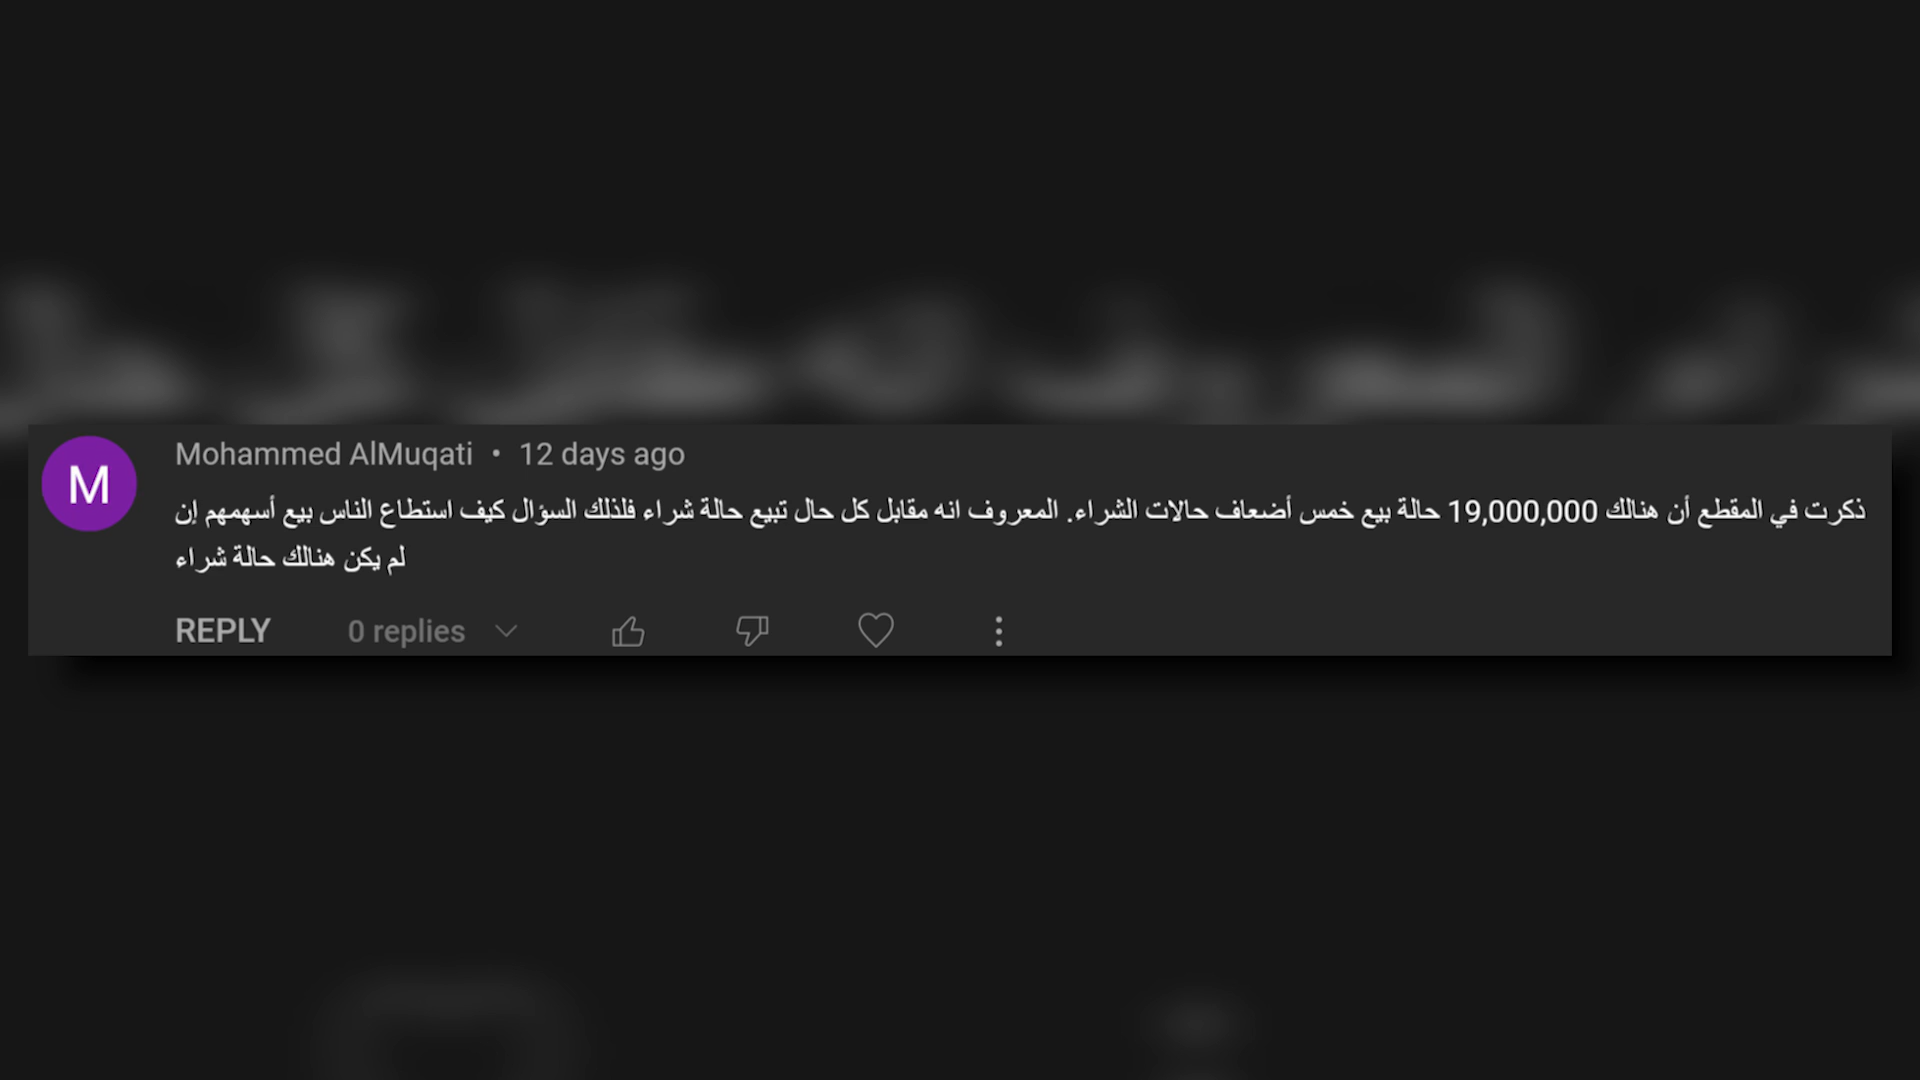 Mohammed AlMuqati • 12 days ago
ذكرت في المقطع أن هنالك 19,000,000 حالة بيع خمس أضعاف حالات الشراء. المعروف انه مقابل كل حال تبيع حالة شراء فلذلك السؤال كيف استطاع الناس بيع أسهمهم إن
لم يكن هنالك حالة شراء
REPLY 0 replies